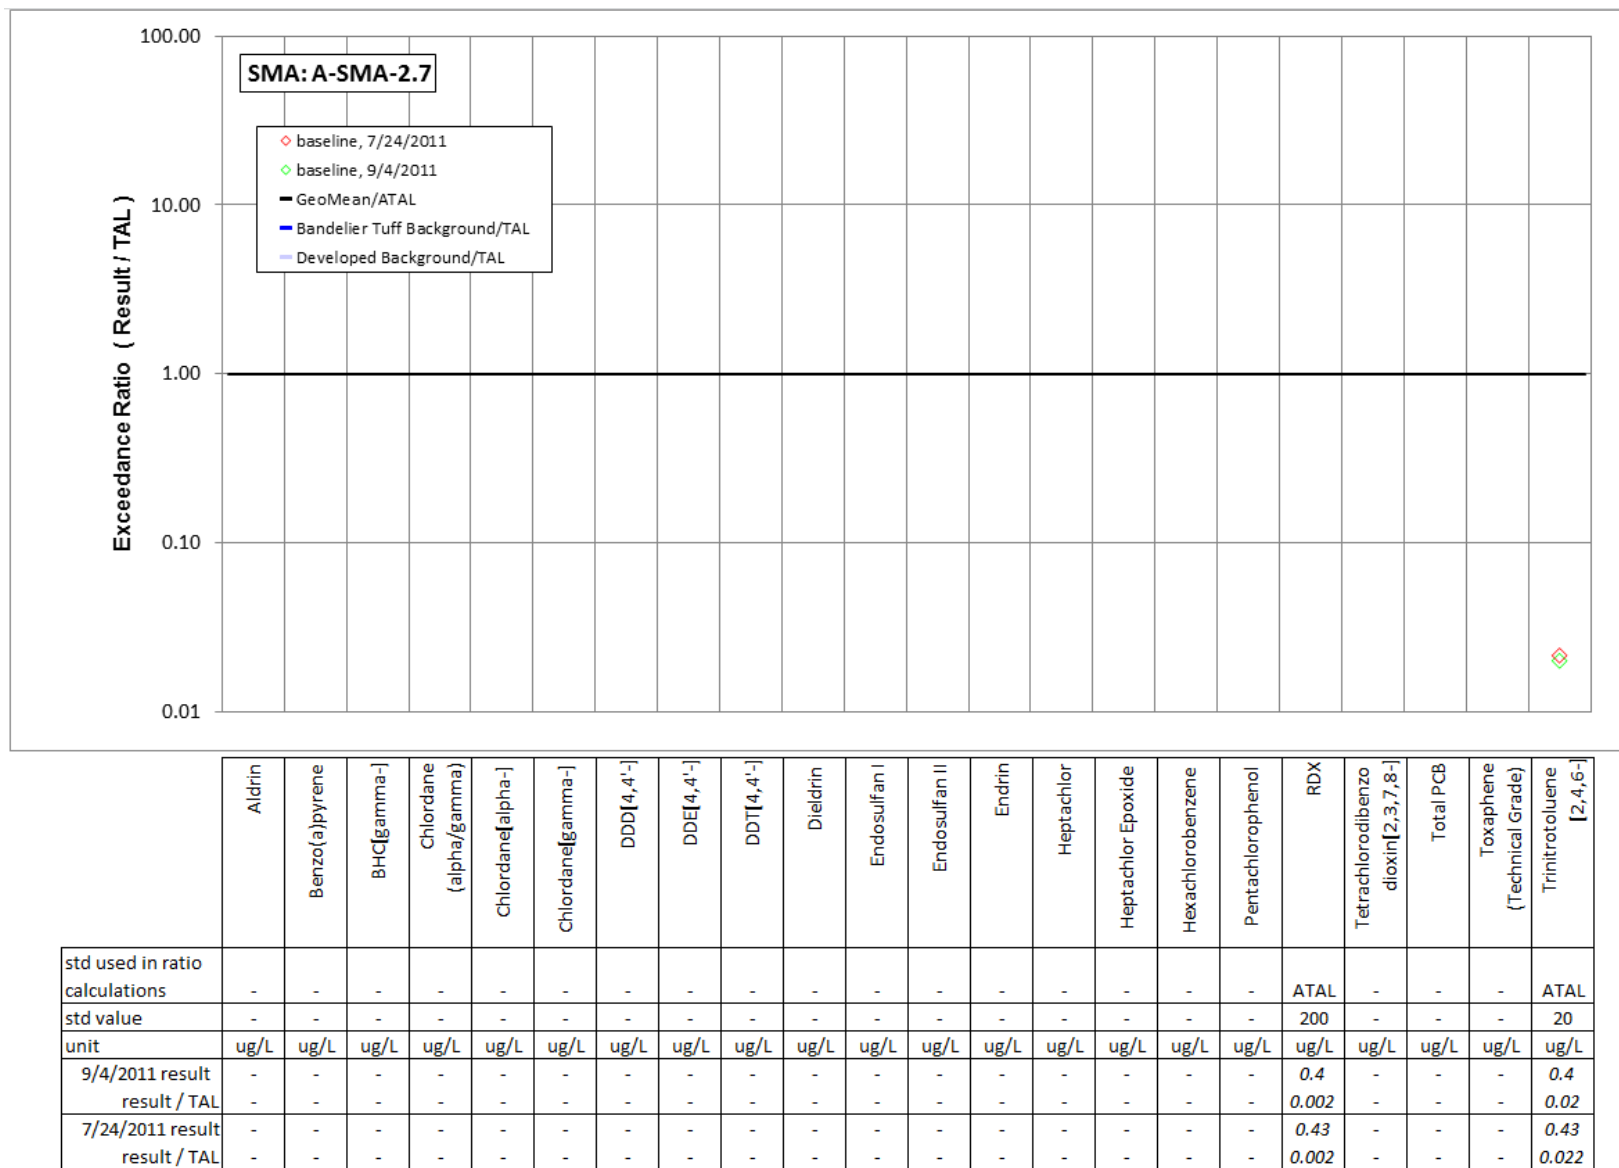 100.00
SMA: A-SMA-2.7
baseline, 7/24/2011
baseline, 9/4/2011
GeoMean/ATAL
Bandelier Tuff Background/TAL
Developed Background/TAL
10.00
1.00
0.10
0.01
Exceedance Ratio ( Result / TAL )
Aldrin
Benzo(a)pyrene
BHC[gamma-]
Chlordane
(alpha/gamma)
Chlordane[alpha-]
Chlordane[gamma-]
DDD[4,4'-]
DDE[4,4'-]
DDT[4,4'-]
Dieldrin
Endosulfan I
Endosulfan II
Endrin
Heptachlor
Heptachlor Epoxide
Hexachlorobenzene
Pentachlorophenol
RDX
Tetrachlorodibenzo
dioxin[2,3,7,8-]
Total PCB
Toxaphene
(Technical Grade)
Trinitrotoluene
[2,4,6-]
std used in ratio
calculations - - - - - - - - - - - - - - - - - ATAL - - - ATAL
std value - - - - - - - - - - - - - - - - - 200 - - - 20
unit ug/L ug/L ug/L ug/L ug/L ug/L ug/L ug/L ug/L ug/L ug/L ug/L ug/L ug/L ug/L ug/L ug/L ug/L ug/L ug/L ug/L ug/L
9/4/2011 result - - - - - - - - - - - - - - - - - 0.4 - - - 0.4
result / TAL - - - - - - - - - - - - - - - - - 0.002 - - - 0.02
7/24/2011 result - - - - - - - - - - - - - - - - - 0.43 - - - 0.43
result / TAL - - - - - - - - - - - - - - - - - 0.002 - - - 0.022